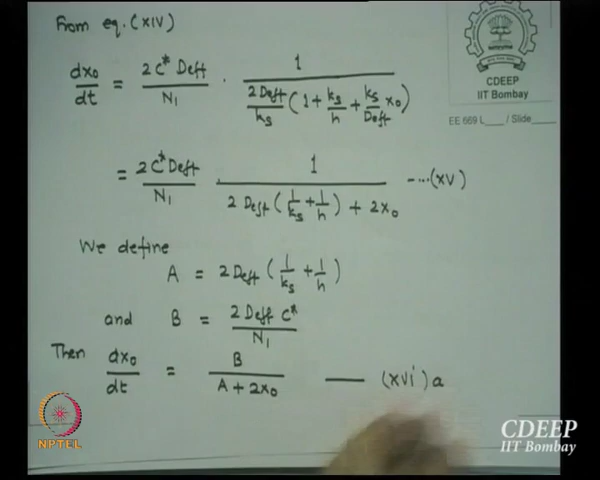 From eq.(XIV)
dx₀/dt = 2C* Deff/N₁ · 1/(2Deff/ks (1 + ks/h + ks/Deff x₀))
= 2C* Deff/N₁ · 1/(2 Deff (1/ks + 1/h) + 2x₀) ----(XV)
We define
A = 2 Deff (1/ks + 1/h)
and B = 2 Deff C*/N₁
Then dx₀/dt = B/(A + 2x₀) — (XVI)a
CDEEP
IIT Bombay
EE 669 L____ / Slide____
NPTEL
CDEEP
IIT Bombay